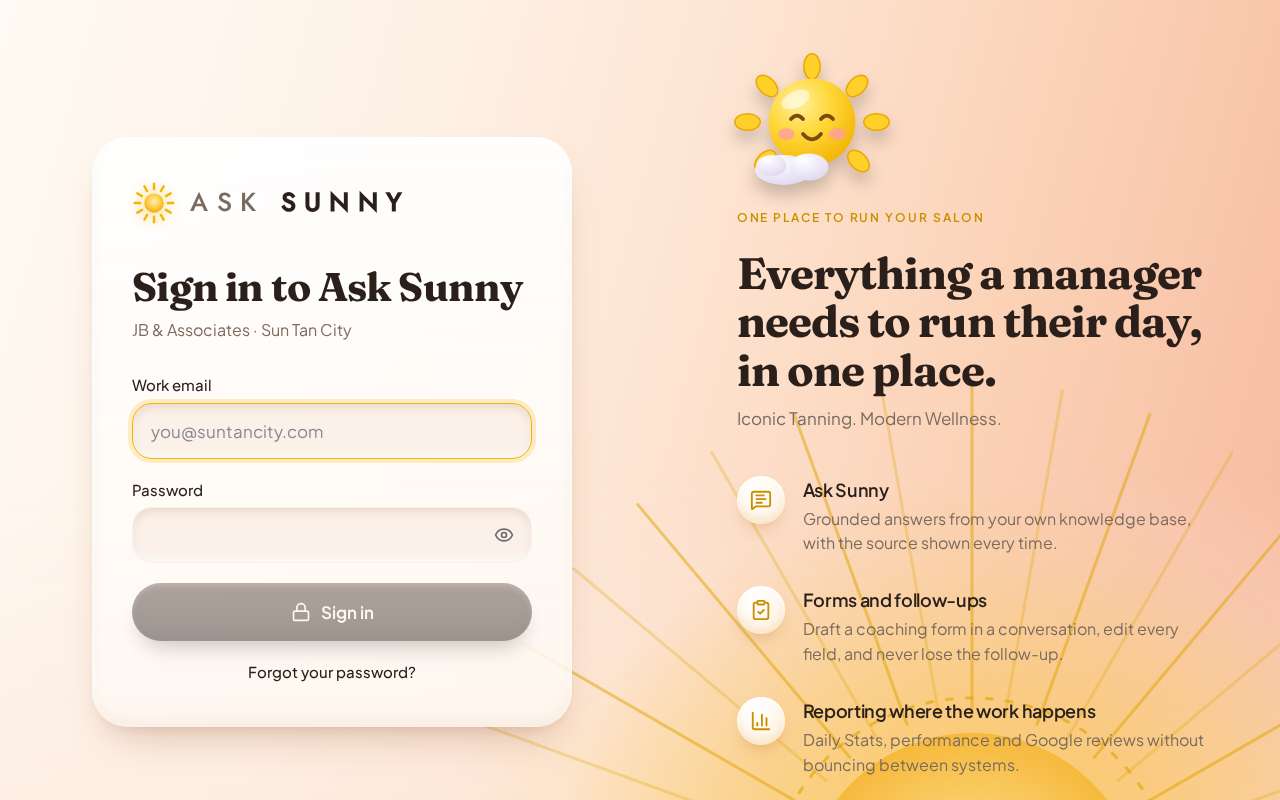 ASK SUNNY
Sign in to Ask Sunny
JB & Associates · Sun Tan City
Work email
you@suntancity.com
Password
Sign in
Forgot your password?
ONE PLACE TO RUN YOUR SALON
Everything a manager
needs to run their day,
in one place.
Iconic Tanning. Modern Wellness.
Ask Sunny
Grounded answers from your own knowledge base,
with the source shown every time.
Forms and follow-ups
Draft a coaching form in a conversation, edit every
field, and never lose the follow-up.
Reporting where the work happens
Daily Stats, performance and Google reviews without
bouncing between systems.